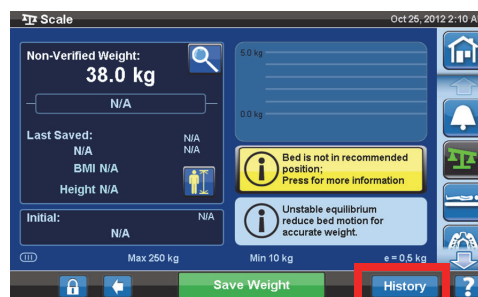 Scale
Oct 25, 2012 2:10 A
Non-Verified Weight:
38.0 kg
N/A
Last Saved:
N/A
N/A
N/A
BMI N/A
Height N/A
Initial:
N/A
N/A
5.0 kg
0.0 kg
Bed is not in recommended
position;
Press for more information
Unstable equilibrium
reduce bed motion for
accurate weight.
Max 250 kg
Min 10 kg
e = 0,5 kg
Save Weight
History
?